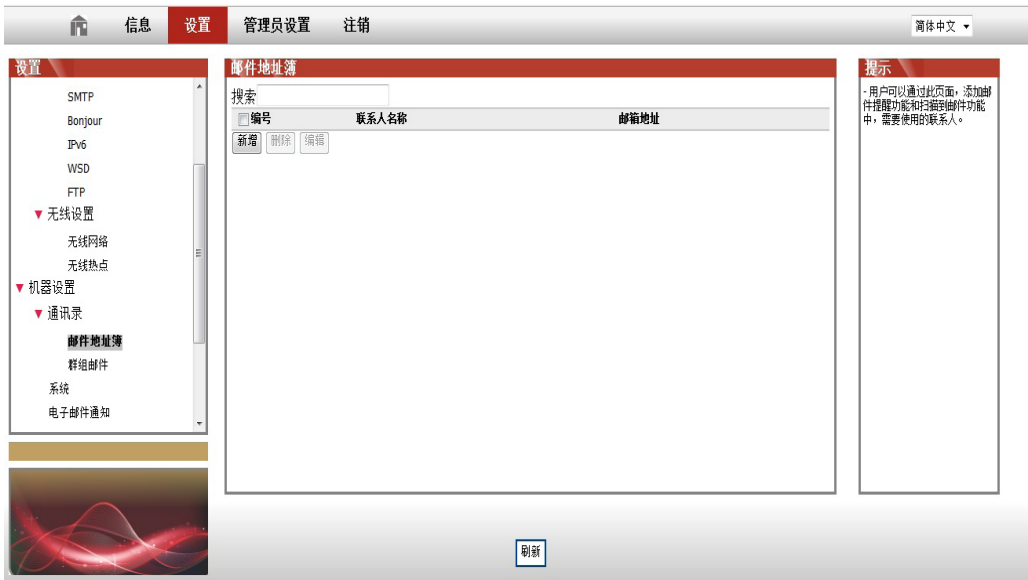 信息 设置 管理员设置 注销 简体中文
设置
SMTP
Bonjour
IPv6
WSD
FTP
无线设置
无线网络
无线热点
机器设置
通讯录
邮件地址簿
群组邮件
系统
电子邮件通知
邮件地址簿
搜索
编号 联系人名称 邮箱地址
新增 删除 编辑
提示
- 用户可以通过此页面，添加邮
件提醒功能和扫描到邮件功能
中，需要使用的联系人。
刷新